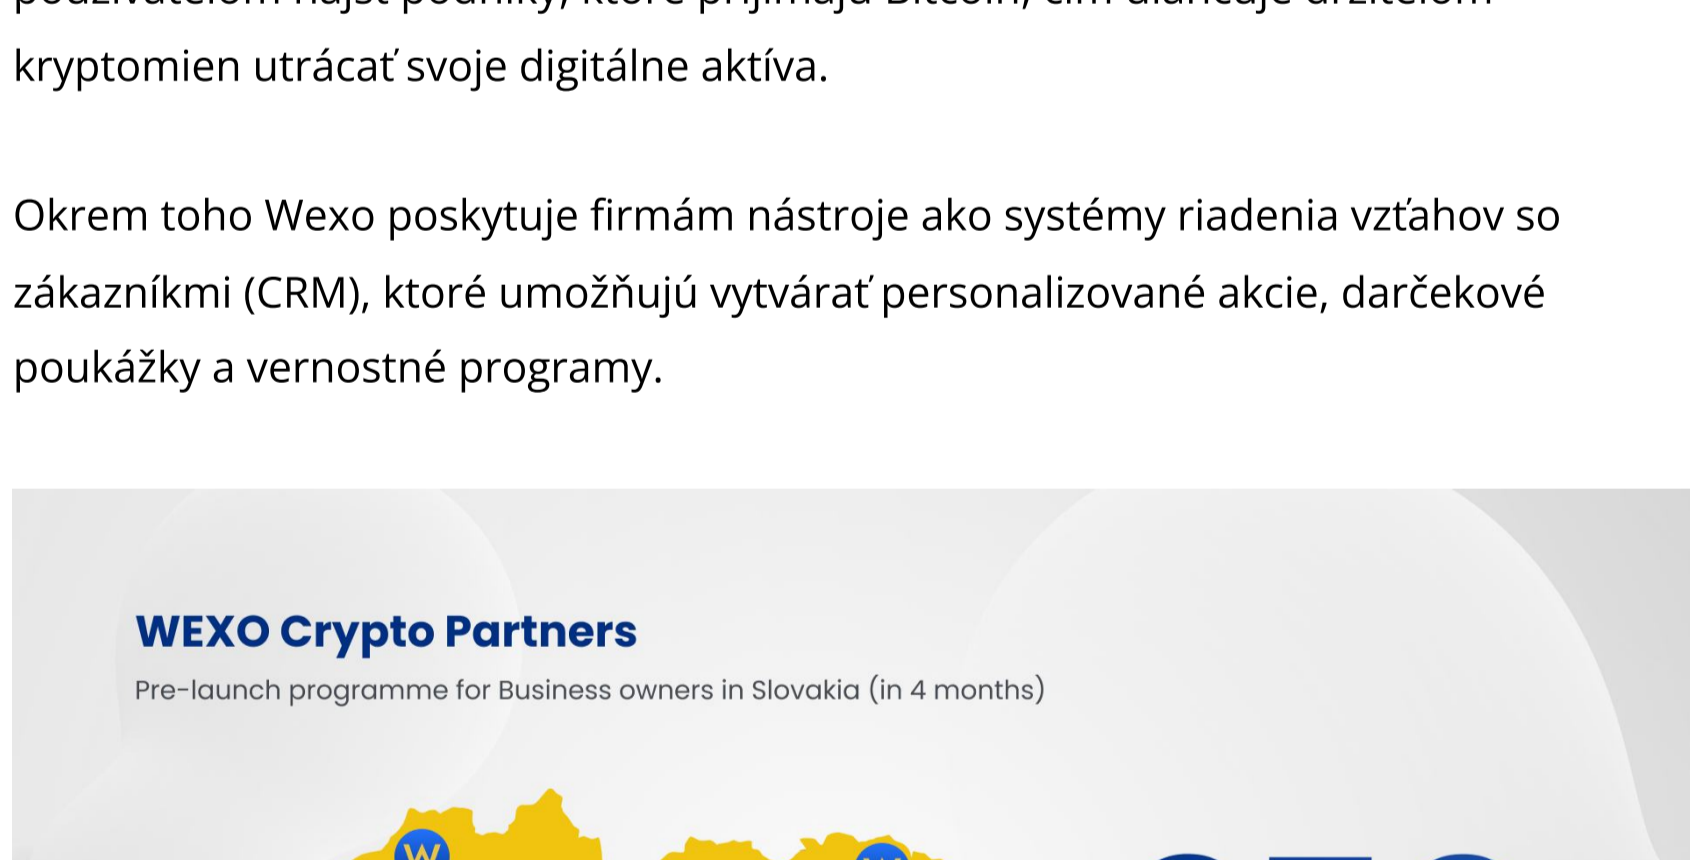 kryptomien utrácať svoje digitálne aktíva.
Okrem toho Wexo poskytuje firmám nástroje ako systémy riadenia vzťahov so
zákazníkmi (CRM), ktoré umožňujú vytvárať personalizované akcie, darčekové
poukážky a vernostné programy.
WEXO Crypto Partners
Pre-launch programme for Business owners in Slovakia (in 4 months)
W